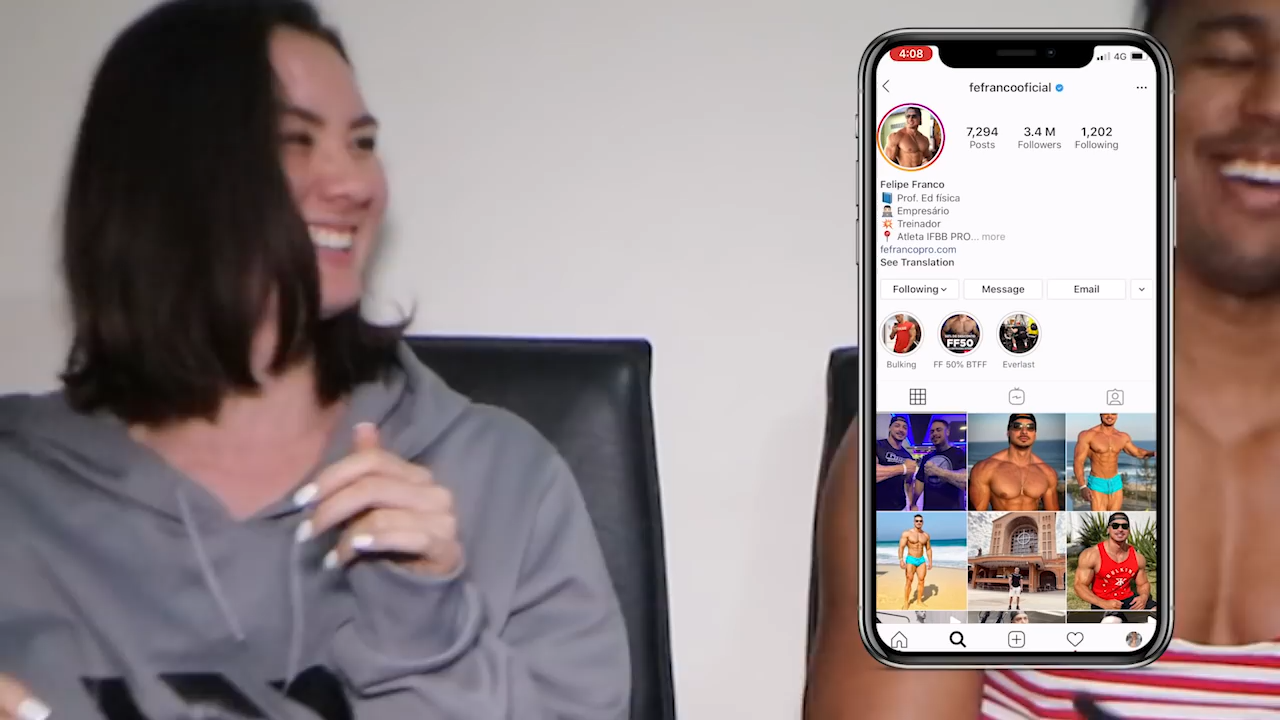 4:08
4G
fefrancooficial
7,294
3.4 M
1,202
Posts
Followers
Following
Felipe Franco
Prof. Ed física
Empresário
Treinador
Atleta IFBB PRO... more
fefrancopro.com
See Translation
Following
Message
Email
FF50
Bulking
FF 50% BTFF
Everlast